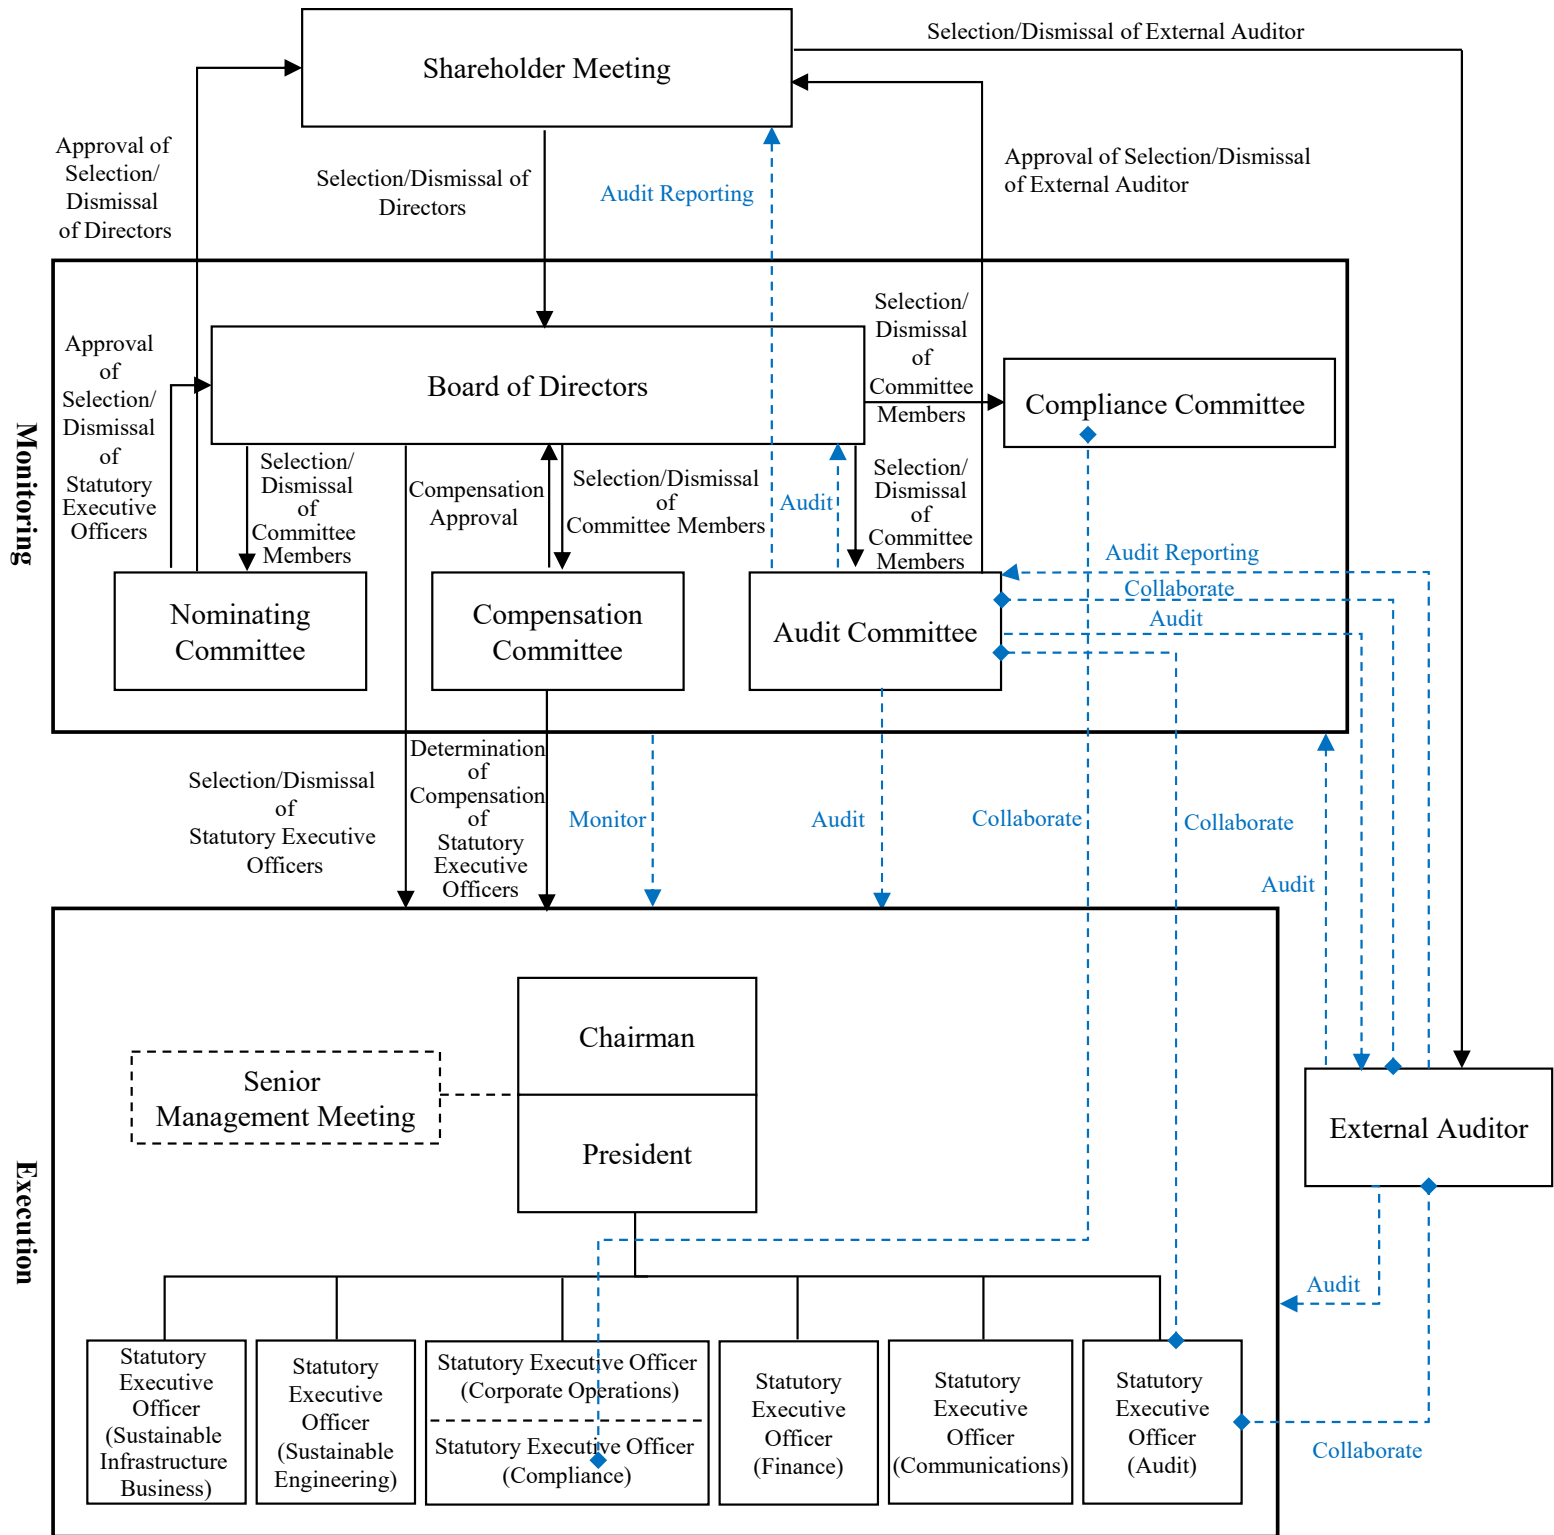 Selection/Dismissal of External Auditor
Shareholder Meeting
Approval of
Selection/
Dismissal
of Directors
Selection/Dismissal of
Directors
Audit Reporting
Approval of Selection/Dismissal
of External Auditor
Monitoring
Approval
of
Selection/
Dismissal
of
Statutory
Executive
Officers
Board of Directors
Selection/
Dismissal
of
Committee
Members
Compliance Committee
Selection/
Dismissal
of
Committee
Members
Compensation
Approval
Selection/Dismissal
of
Committee Members
Audit
Selection/
Dismissal
of
Committee
Members
Audit Reporting
Collaborate
Audit
Nominating
Committee
Compensation
Committee
Audit Committee
Selection/Dismissal
of
Statutory Executive
Officers
Determination
of
Compensation
of
Statutory
Executive
Officers
Monitor
Audit
Collaborate
Collaborate
Audit
Execution
Chairman
Senior
Management Meeting
President
External Auditor
Audit
Statutory
Executive
Officer
(Sustainable
Infrastructure
Business)
Statutory
Executive
Officer
(Sustainable
Engineering)
Statutory Executive Officer
(Corporate Operations)
Statutory Executive Officer
(Compliance)
Statutory
Executive
Officer
(Finance)
Statutory
Executive
Officer
(Communications)
Statutory
Executive
Officer
(Audit)
Collaborate